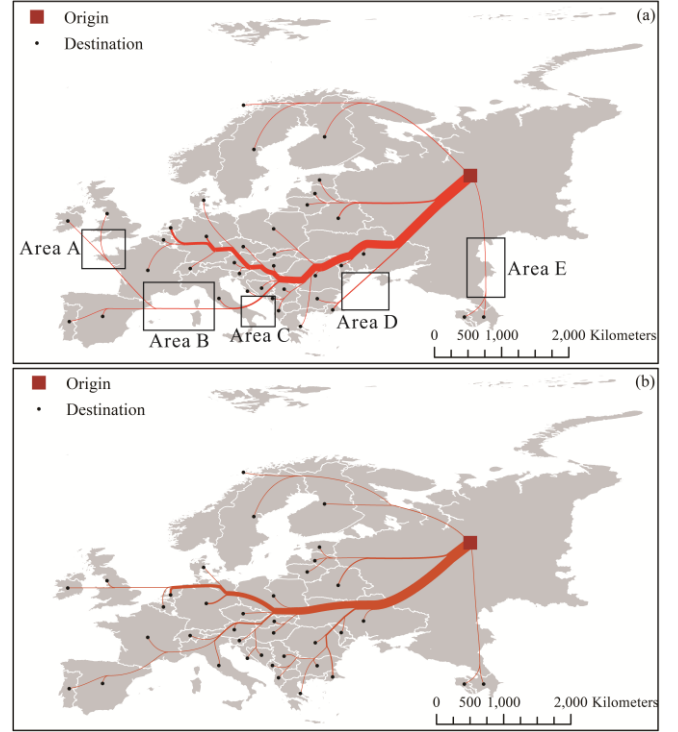 (a)
Origin
Destination
Area A
Area E
Area B
Area C
Area D
0 500 1,000 2,000 Kilometers
(b)
Origin
Destination
0 500 1,000 2,000 Kilometers